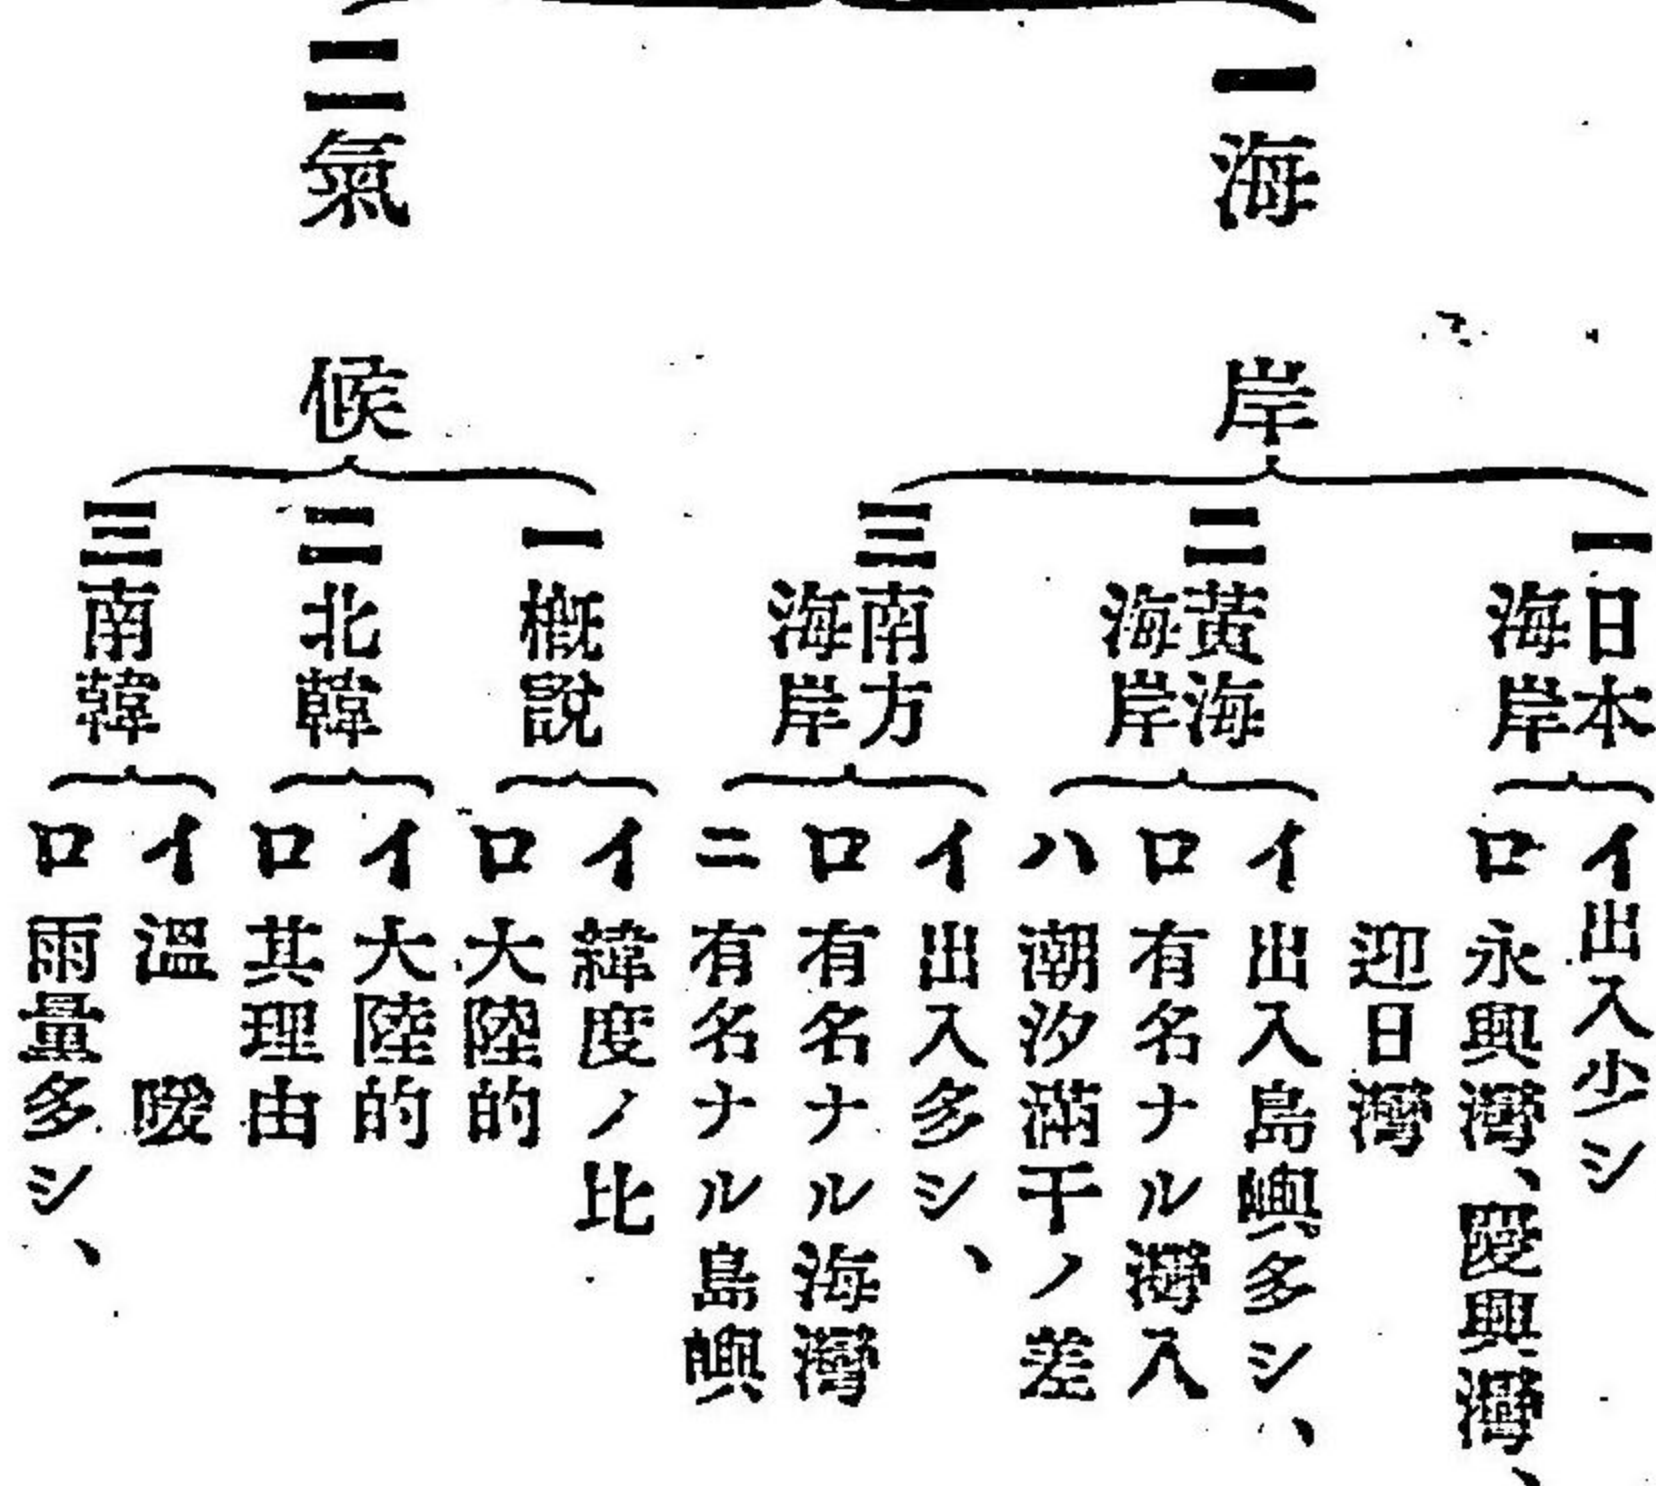 一海岸
一日本
海岸
イ出入少シ
ロ永興灣、慶興灣、
迎日灣
二黃海
海岸
イ出入島嶼多シ、
ロ有名ナル灣入
ハ潮汐滿干ノ差
三南方
海岸
イ出入多シ、
ロ有名ナル海灣
ニ有名ナル島嶼
二氣候
一槪說
イ緯度ノ比
ロ大陸的
二北韓
イ大陸的
ロ其理由
三南韓
イ溫暖
ロ雨量多シ、